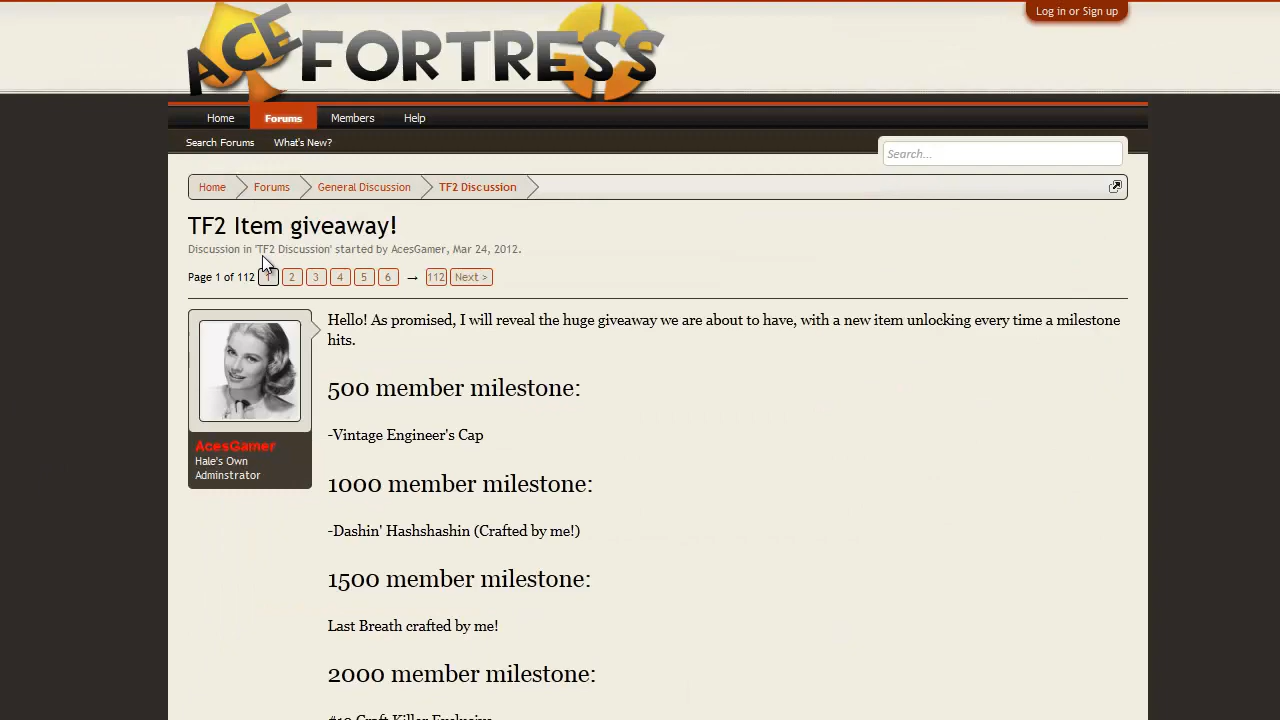 Log in or Sign up
ACE FORTRESS
Home Forums Members Help
Search Forums What's New?
Search...
Home Forums General Discussion TF2 Discussion
TF2 Item giveaway!
Discussion in 'TF2 Discussion' started by AcesGamer, Mar 24, 2012.
Page 1 of 112 1 2 3 4 5 6 → 112 Next >
Hello! As promised, I will reveal the huge giveaway we are about to have, with a new item unlocking every time a milestone
hits.
500 member milestone:
-Vintage Engineer's Cap
AcesGamer
Hale's Own
Adminstrator
1000 member milestone:
-Dashin' Hashshashin (Crafted by me!)
1500 member milestone:
Last Breath crafted by me!
2000 member milestone: